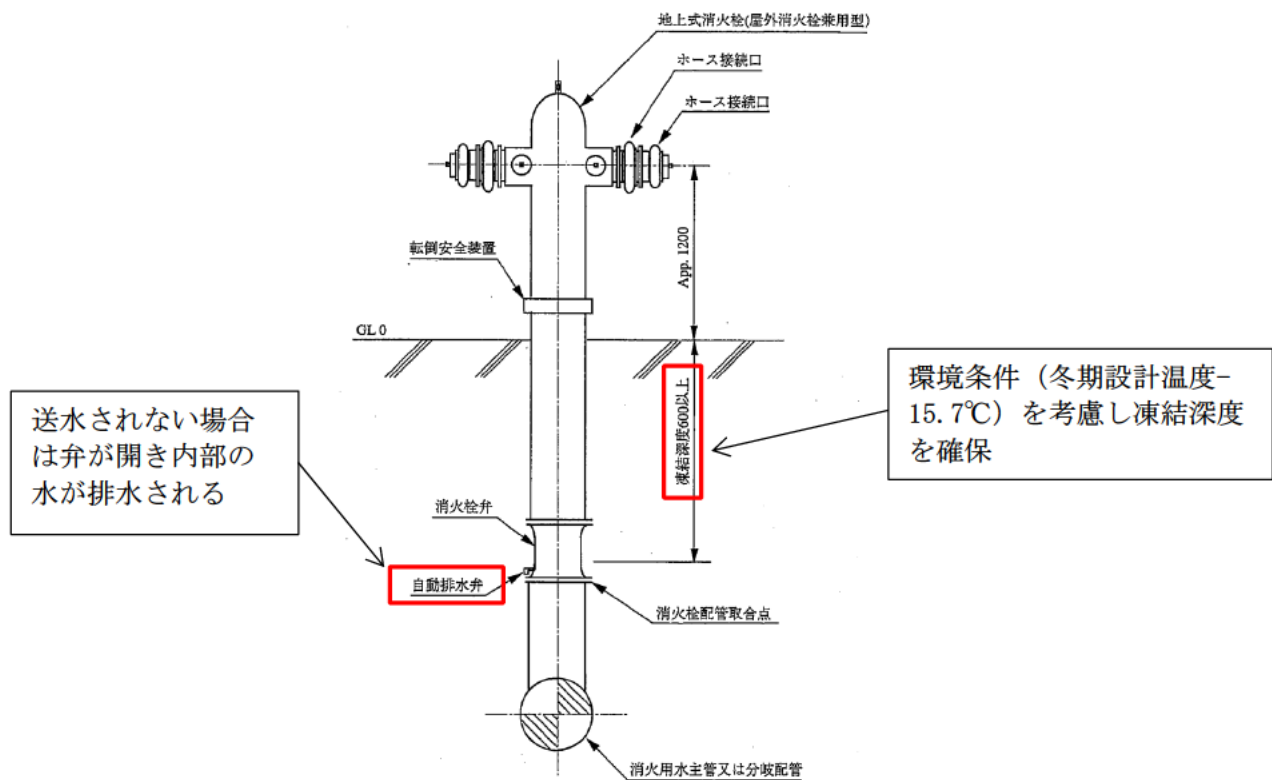 地上式消火栓(屋外消火栓兼用型)
ホース接続口
ホース接続口
転倒安全装置
App. 1200
GL 0
凍結深度600以上
環境条件（冬期設計温度−
15.7℃）を考慮し凍結深度
を確保
送水されない場合
は弁が開き内部の
水が排水される
消火栓弁
自動排水弁
消火栓配管取合点
消火用水主管又は分岐配管